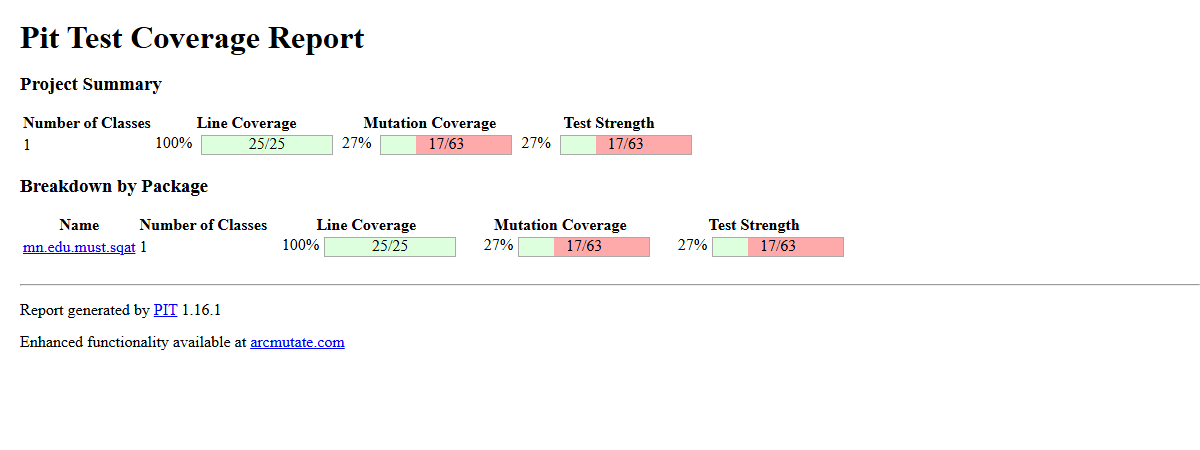 Pit Test Coverage Report
Project Summary
Number of Classes Line Coverage Mutation Coverage Test Strength
1 100% 25/25 27% 17/63 27% 17/63
Breakdown by Package
Name Number of Classes Line Coverage Mutation Coverage Test Strength
mn.edu.must.sqat 1 100% 25/25 27% 17/63 27% 17/63
Report generated by PIT 1.16.1
Enhanced functionality available at arcmutate.com